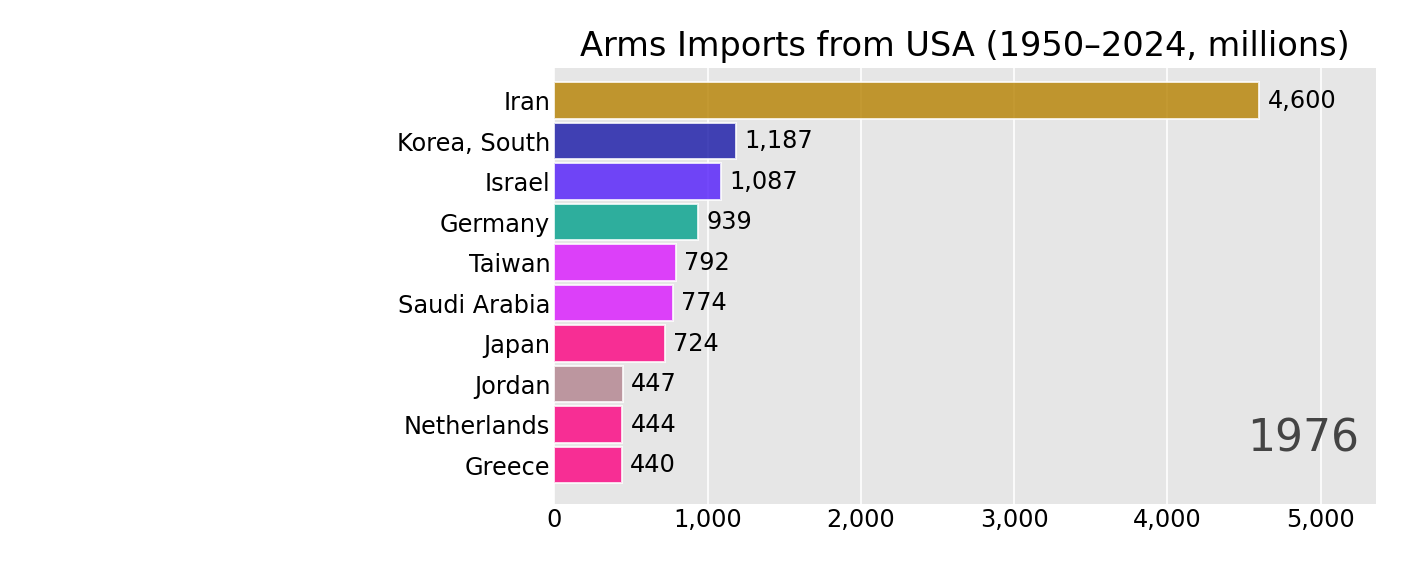 Arms Imports from USA (1950–2024, millions)
Iran 4,600
Korea, South 1,187
Israel 1,087
Germany 939
Taiwan 792
Saudi Arabia 774
Japan 724
Jordan 447
Netherlands 444
Greece 440
1976
0 1,000 2,000 3,000 4,000 5,000